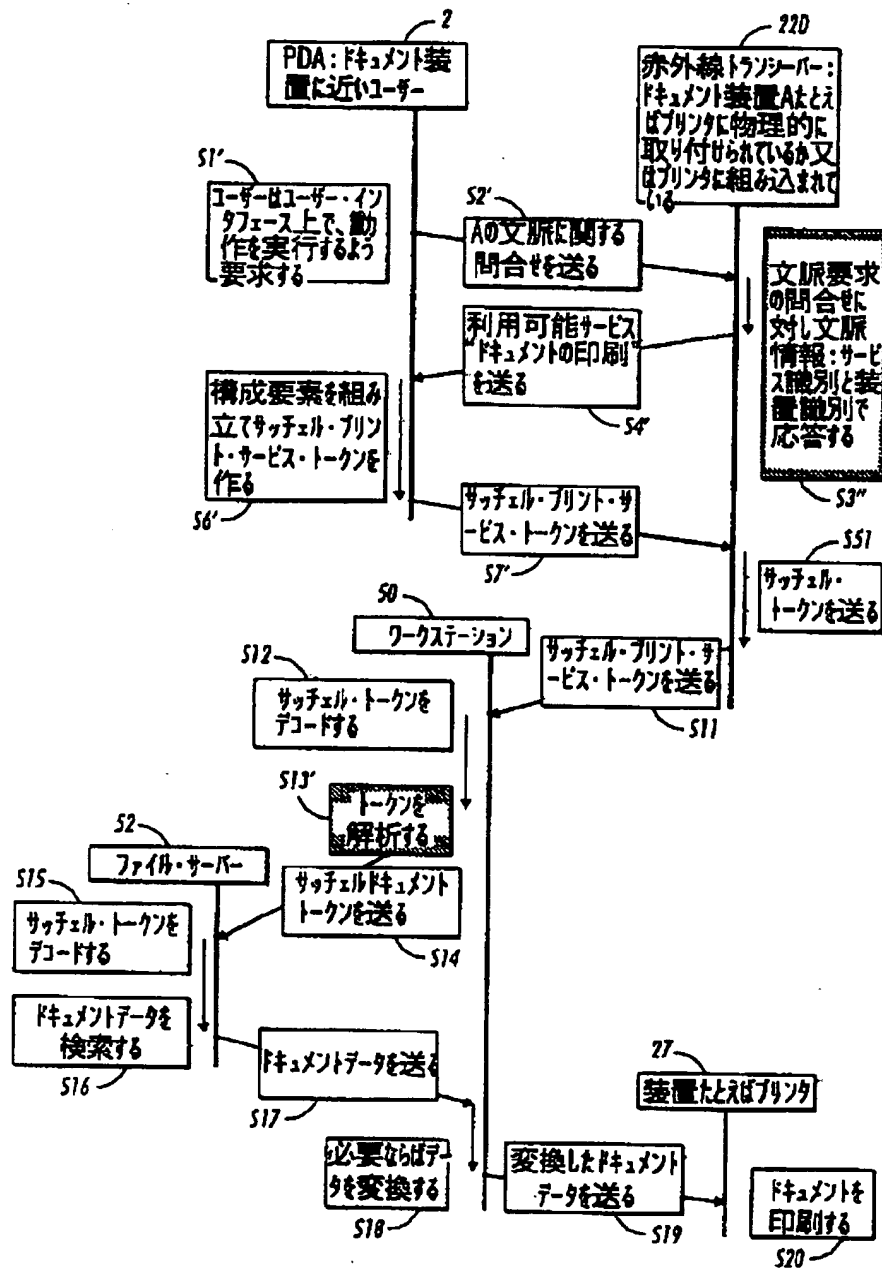 2
PDA：ドキュメント装
置に近いユーザー
22D
赤外線トランシーバー：
ドキュメント装置Aたとえ
ばプリンタに物理的に
取り付けられているか又
はプリンタに組み込まれて
いる
S1'
ユーザーはユーザー・イン
タフェース上で、動
作を実行するよう
要求する
S2'
Aの文脈に関する
問合せを送る
文脈要求
の問合せに
対し文脈
情報：サービ
ス識別と装
置識別で
応答する
S3"
利用可能サービス
"ドキュメントの印刷"
を送る
S4'
構成要素を組み
立てサッチェル・プリン
ト・サービス・トークンを
作る
S6'
サッチェル・プリント・サ
ービス・トークンを送る
S7'
S51
サッチェル・
トークンを送る
50
ワークステーション
サッチェル・プリント・サ
ービス・トークンを送る
S11
S12
サッチェル・トークンを
デコードする
S13'
トークンを
解析する
52
ファイル・サーバー
サッチェルドキュメント
トークンを送る
S14
S15
サッチェル・トークンを
デコードする
ドキュメントデータを
検索する
S16
ドキュメントデータを送る
S17
27
装置たとえばプリンタ
必要ならばデー
タを変換する
S18
変換したドキュメント
データを送る
S19
ドキュメントを
印刷する
S20